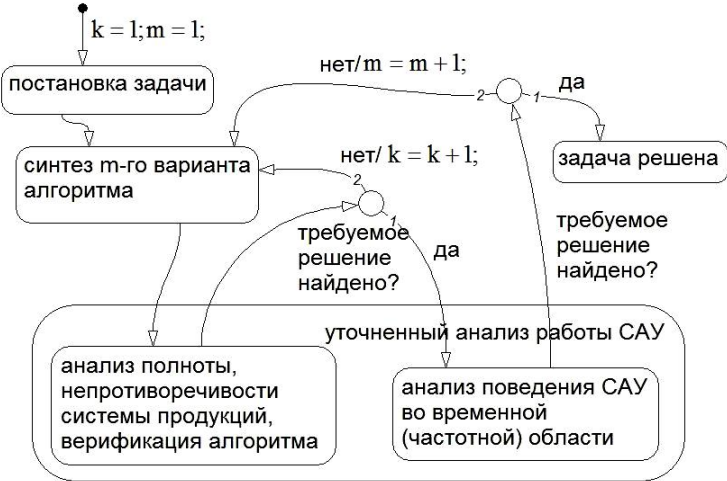 k = 1; m = 1;
постановка задачи
нет/ m = m + 1;
2
1
да
синтез m-го варианта
алгоритма
нет/ k = k + 1;
задача решена
2
1
требуемое
решение
найдено?
да
требуемое
решение
найдено?
уточненный анализ работы САУ
анализ полноты,
непротиворечивости
системы продукций,
верификация алгоритма
анализ поведения САУ
во временной
(частотной) области